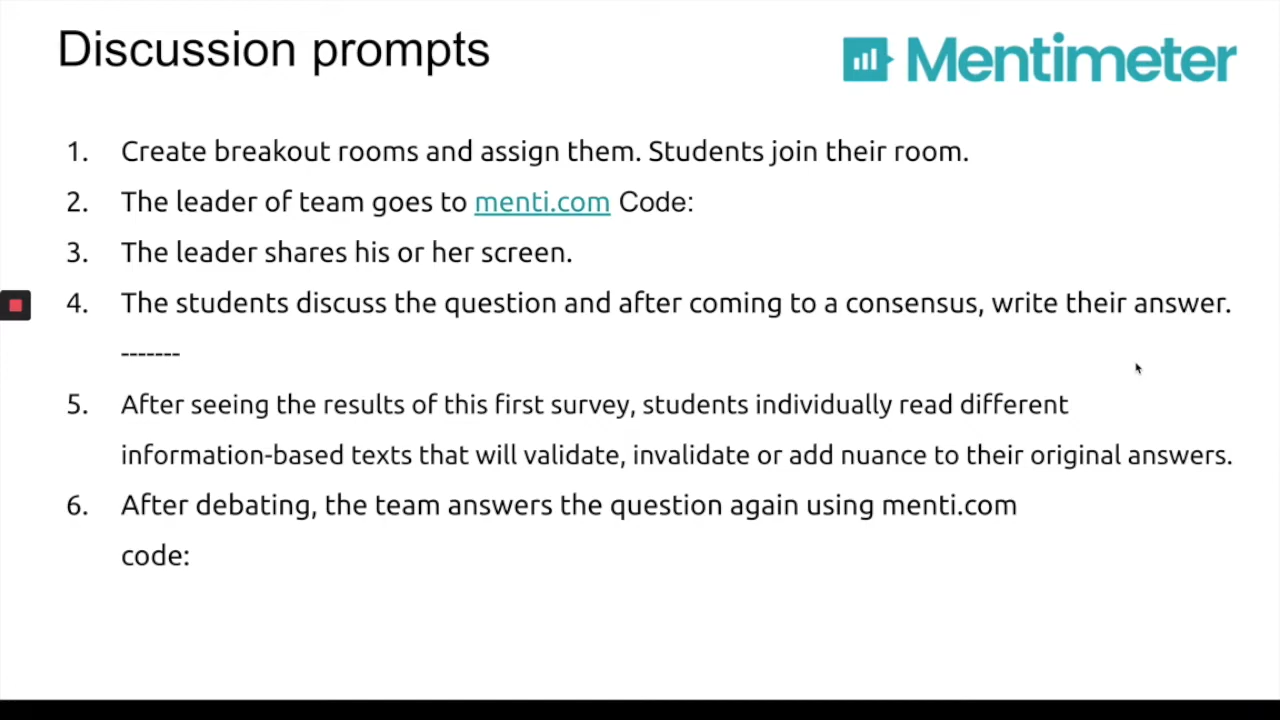 Discussion prompts
Mentimeter
1. Create breakout rooms and assign them. Students join their room.
2. The leader of team goes to menti.com Code:
3. The leader shares his or her screen.
4. The students discuss the question and after coming to a consensus, write their answer.
-------
5. After seeing the results of this first survey, students individually read different
information-based texts that will validate, invalidate or add nuance to their original answers.
6. After debating, the team answers the question again using menti.com
code: